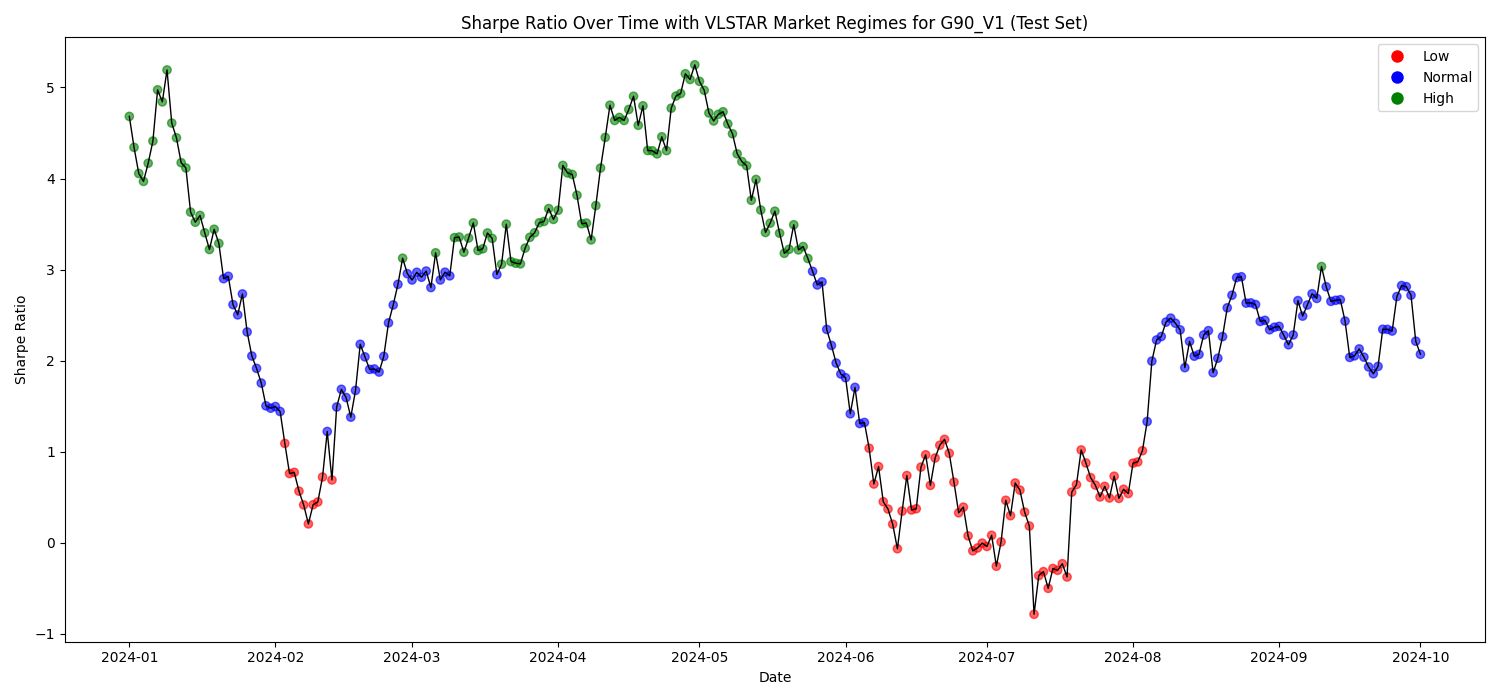 Sharpe Ratio Over Time with VLSTAR Market Regimes for G90_V1 (Test Set)
Low
Normal
High
Sharpe Ratio
5
4
3
2
1
0
−1
2024-01
2024-02
2024-03
2024-04
2024-05
2024-06
2024-07
2024-08
2024-09
2024-10
Date